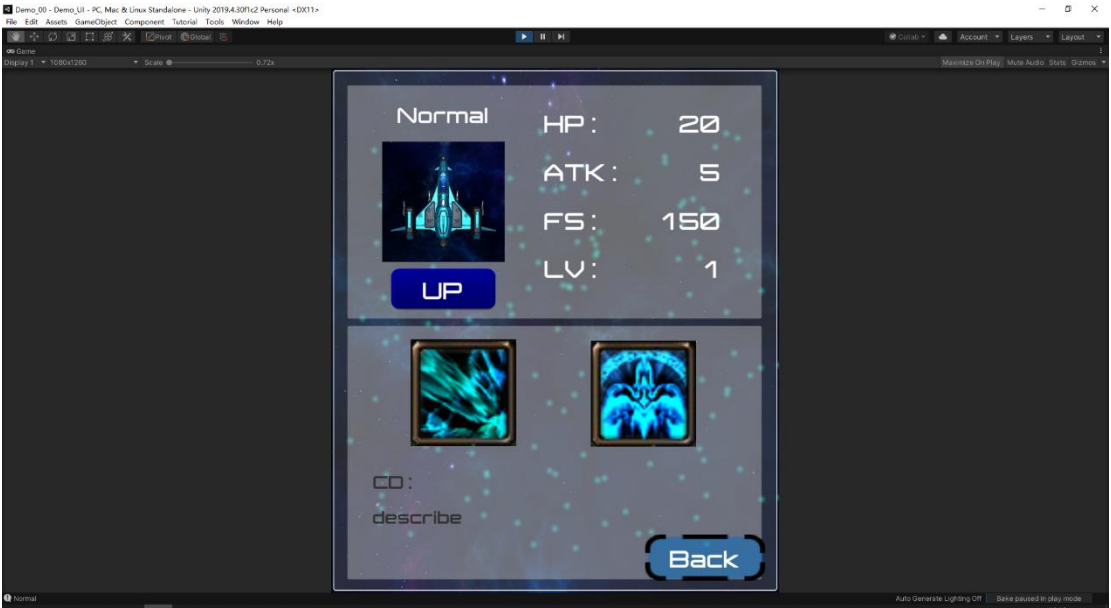 Demo_00 - Demo_UI - PC, Mac & Linux Standalone - Unity 2019.4.30f1c2 Personal <DX11>
File Edit Assets GameObject Component Tutorial Tools Window Help
Pivot Global Collab Account Layers Layout
Game
Display 1 1080x1260 Scale 0.72x Maximize On Play Mute Audio Stats Gizmos
Normal
HP: 20
ATK: 5
FS: 150
LV: 1
UP
CD:
describe
Back
Normal Auto Generate Lighting Off Bake paused in play mode